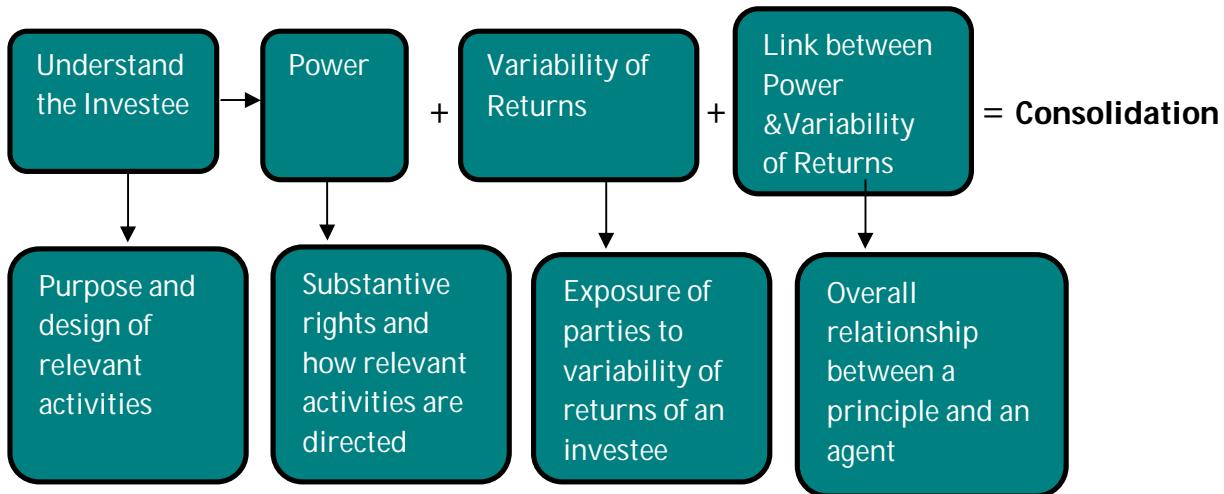 Understand
the Investee
Power
+
Variability of
Returns
+
Link between
Power
&Variability
of Returns
= Consolidation
Purpose and
design of
relevant
activities
Substantive
rights and
how relevant
activities are
directed
Exposure of
parties to
variability of
returns of an
investee
Overall
relationship
between a
principle and an
agent